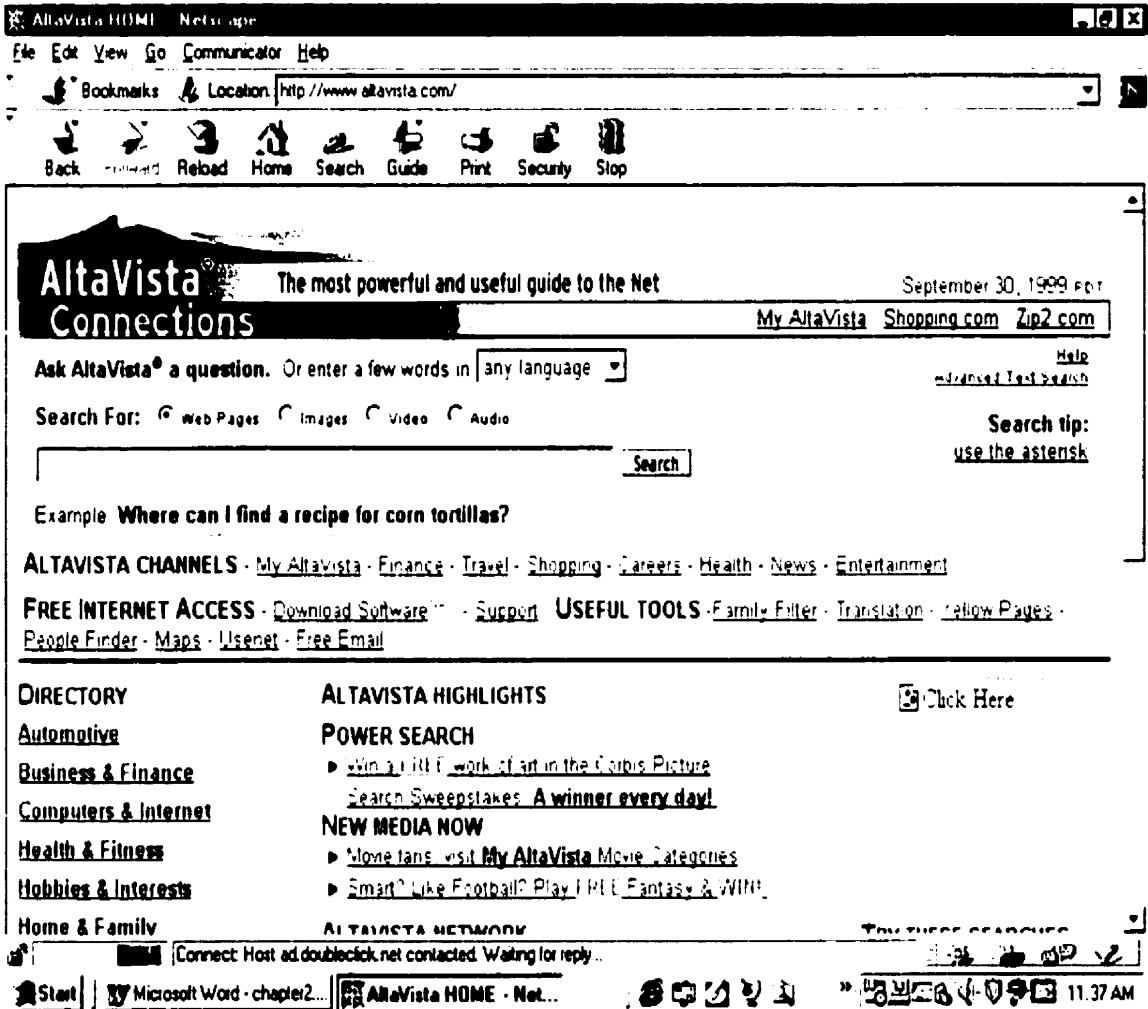 AltaVista HOME - Netscape
File Edit View Go Communicator Help
Bookmarks Location http://www.altavista.com/
Back Forward Reload Home Search Guide Print Security Stop
AltaVista® The most powerful and useful guide to the Net September 30, 1999 PDT
Connections My AltaVista Shopping.com Zip2.com
Ask AltaVista® a question. Or enter a few words in any language Help
Advanced Text Search
Search For: Web Pages Images Video Audio Search tip:
use the asterisk
Search
Example Where can I find a recipe for corn tortillas?
ALTAVISTA CHANNELS - My AltaVista - Finance - Travel - Shopping - Careers - Health - News - Entertainment
FREE INTERNET ACCESS - Download Software - Support USEFUL TOOLS - Family Filter - Translation - Yellow Pages -
People Finder - Maps - Usenet - Free Email
DIRECTORY ALTAVISTA HIGHLIGHTS Click Here
Automotive POWER SEARCH
Business & Finance Win a FREE work of art in the Corbis Picture
Search Sweepstakes. A winner every day!
Computers & Internet NEW MEDIA NOW
Health & Fitness Movie fans, visit My AltaVista Movie Categories
Hobbies & Interests Smart? Like Football? Play FREE Fantasy & WIN!
Home & Family ALTAVISTA NETWORK TRY THESE SEARCHES
Connect: Host ad.doubleclick.net contacted. Waiting for reply...
Start Microsoft Word - chapter2... AltaVista HOME - Net... 11:37 AM